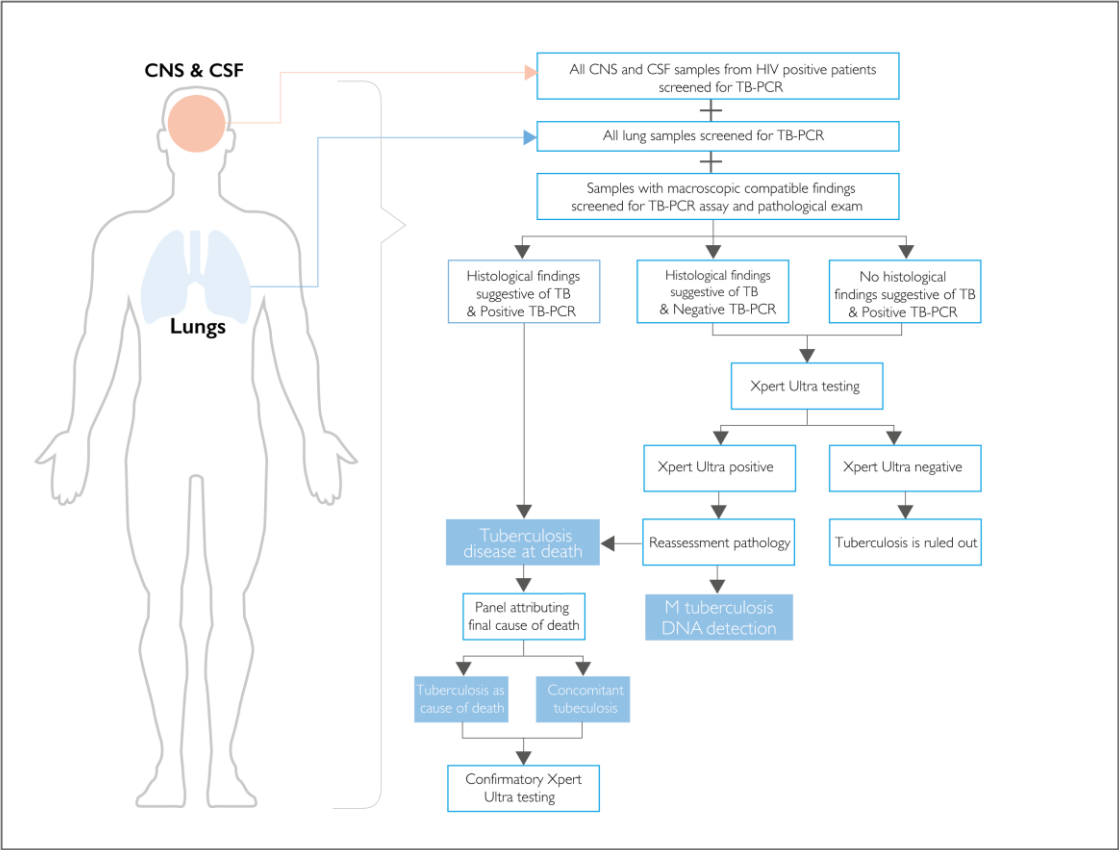 CNS & CSF
All CNS and CSF samples from HIV positive patients
screened for TB-PCR
All lung samples screened for TB-PCR
Samples with macroscopic compatible findings
screened for TB-PCR assay and pathological exam
Lungs
Histological findings
suggestive of TB
& Positive TB-PCR
Histological findings
suggestive of TB
& Negative TB-PCR
No histological
findings suggestive of TB
& Positive TB-PCR
Xpert Ultra testing
Xpert Ultra positive
Xpert Ultra negative
Tuberculosis
disease at death
Reassessment pathology
Tuberculosis is ruled out
Panel attributing
final cause of death
M tuberculosis
DNA detection
Tuberculosis as
cause of death
Concomitant
tubeculosis
Confirmatory Xpert
Ultra testing